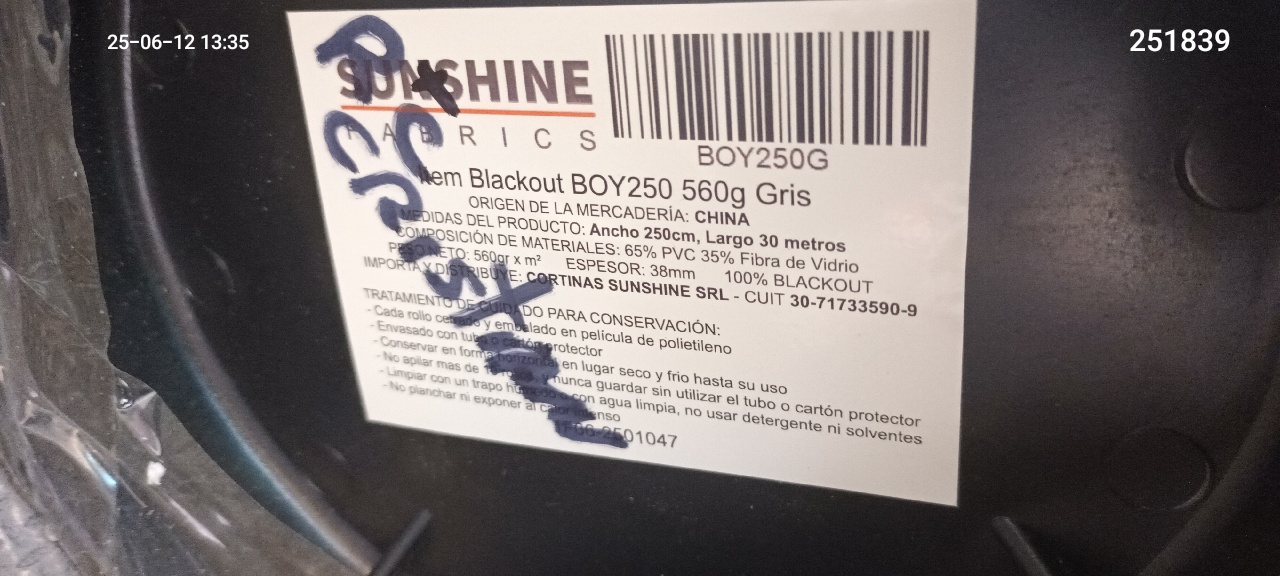 25-06-12 13:35
251839
SUNSHINE
FABRICS
BOY250G
Item Blackout BOY250 560g Gris
ORIGEN DE LA MERCADERÍA: CHINA
MEDIDAS DEL PRODUCTO: Ancho 250cm, Largo 30 metros
COMPOSICIÓN DE MATERIALES: 65% PVC 35% Fibra de Vidrio
PESO NETO: 560gr x m² ESPESOR: 38mm 100% BLACKOUT
IMPORTA Y DISTRIBUYE: CORTINAS SUNSHINE SRL - CUIT 30-71733590-9
TRATAMIENTO DE CUIDADO PARA CONSERVACIÓN:
- Cada rollo cerrado y embalado en película de polietileno
- Envasado con tubo o cartón protector
- Conservar en forma horizontal en lugar seco y frio hasta su uso
- No apilar mas de y nunca guardar sin utilizar el tubo o cartón protector
- Limpiar con un trapo húmedo o con agua limpia, no usar detergente ni solventes
- No planchar ni exponer al calor intenso